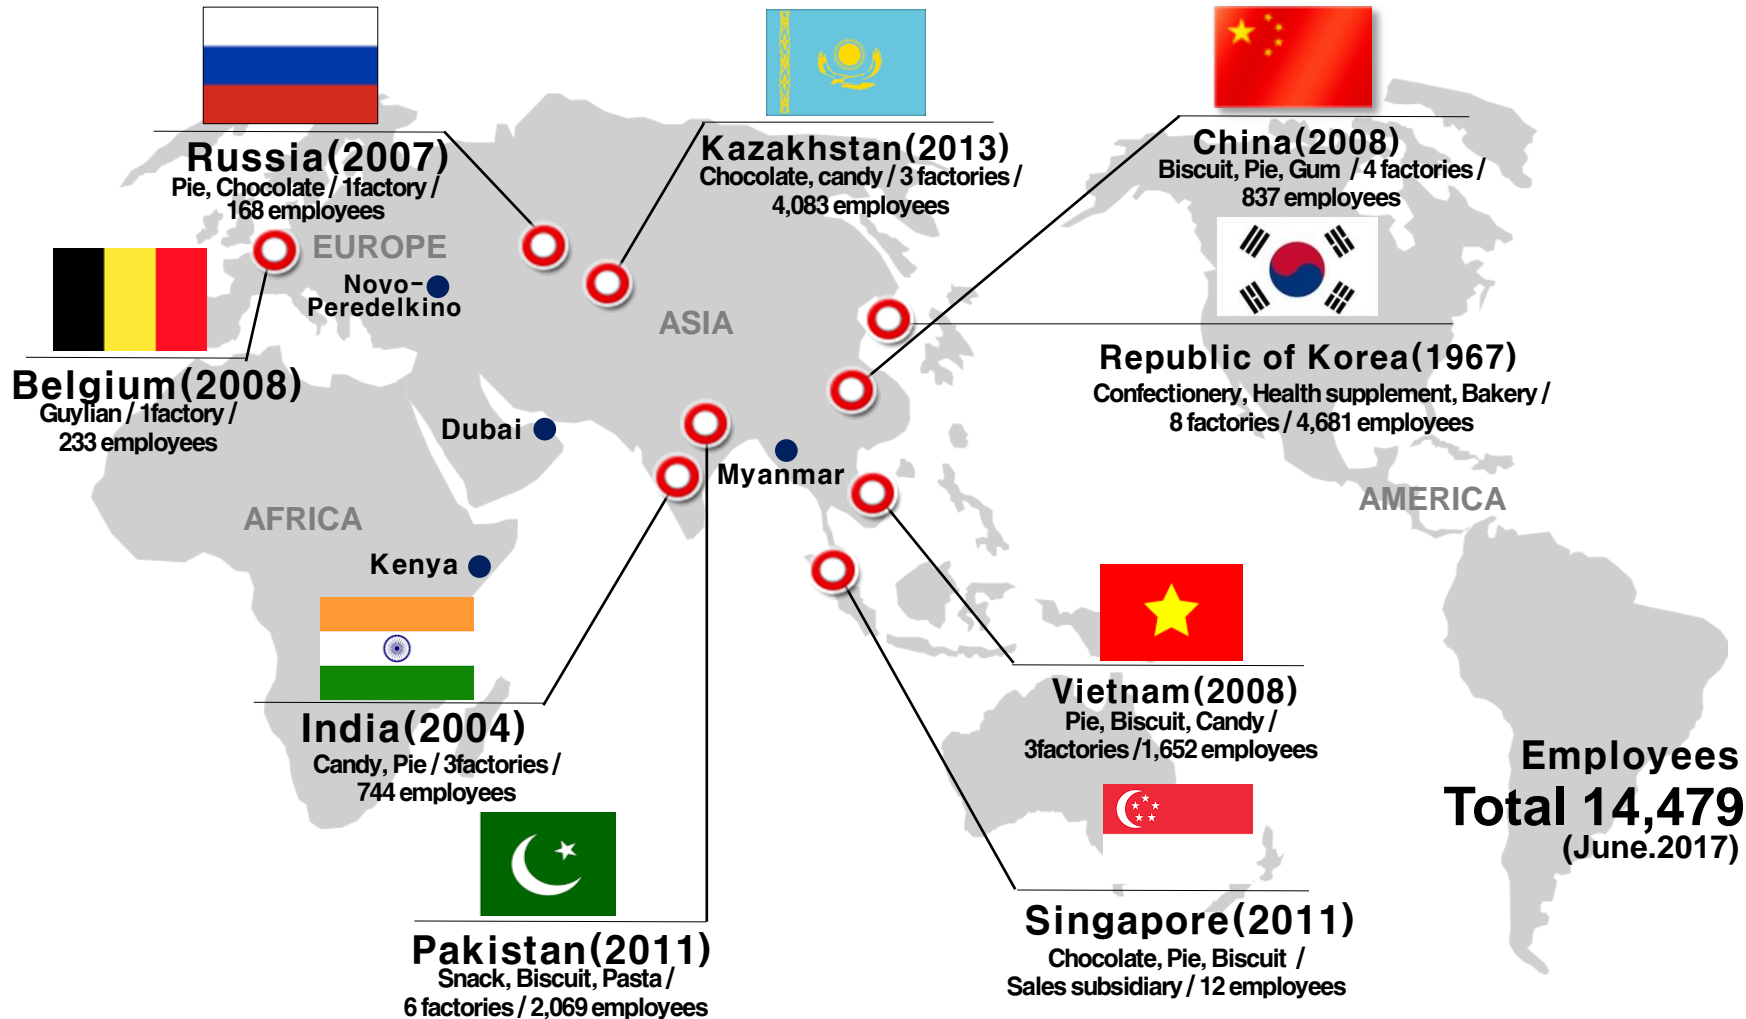 Russia(2007)
Pie, Chocolate / 1factory /
168 employees
Kazakhstan(2013)
Chocolate, candy / 3 factories /
4,083 employees
China(2008)
Biscuit, Pie, Gum / 4 factories /
837 employees
EUROPE
Novo-
Peredelkino
ASIA
Republic of Korea(1967)
Confectionery, Health supplement, Bakery /
8 factories / 4,681 employees
Belgium(2008)
Guylian / 1factory /
233 employees
Dubai
Myanmar
AFRICA
AMERICA
Kenya
India(2004)
Candy, Pie / 3factories /
744 employees
Vietnam(2008)
Pie, Biscuit, Candy /
3factories /1,652 employees
Employees
Total 14,479
(June.2017)
Pakistan(2011)
Snack, Biscuit, Pasta /
6 factories / 2,069 employees
Singapore(2011)
Chocolate, Pie, Biscuit /
Sales subsidiary / 12 employees